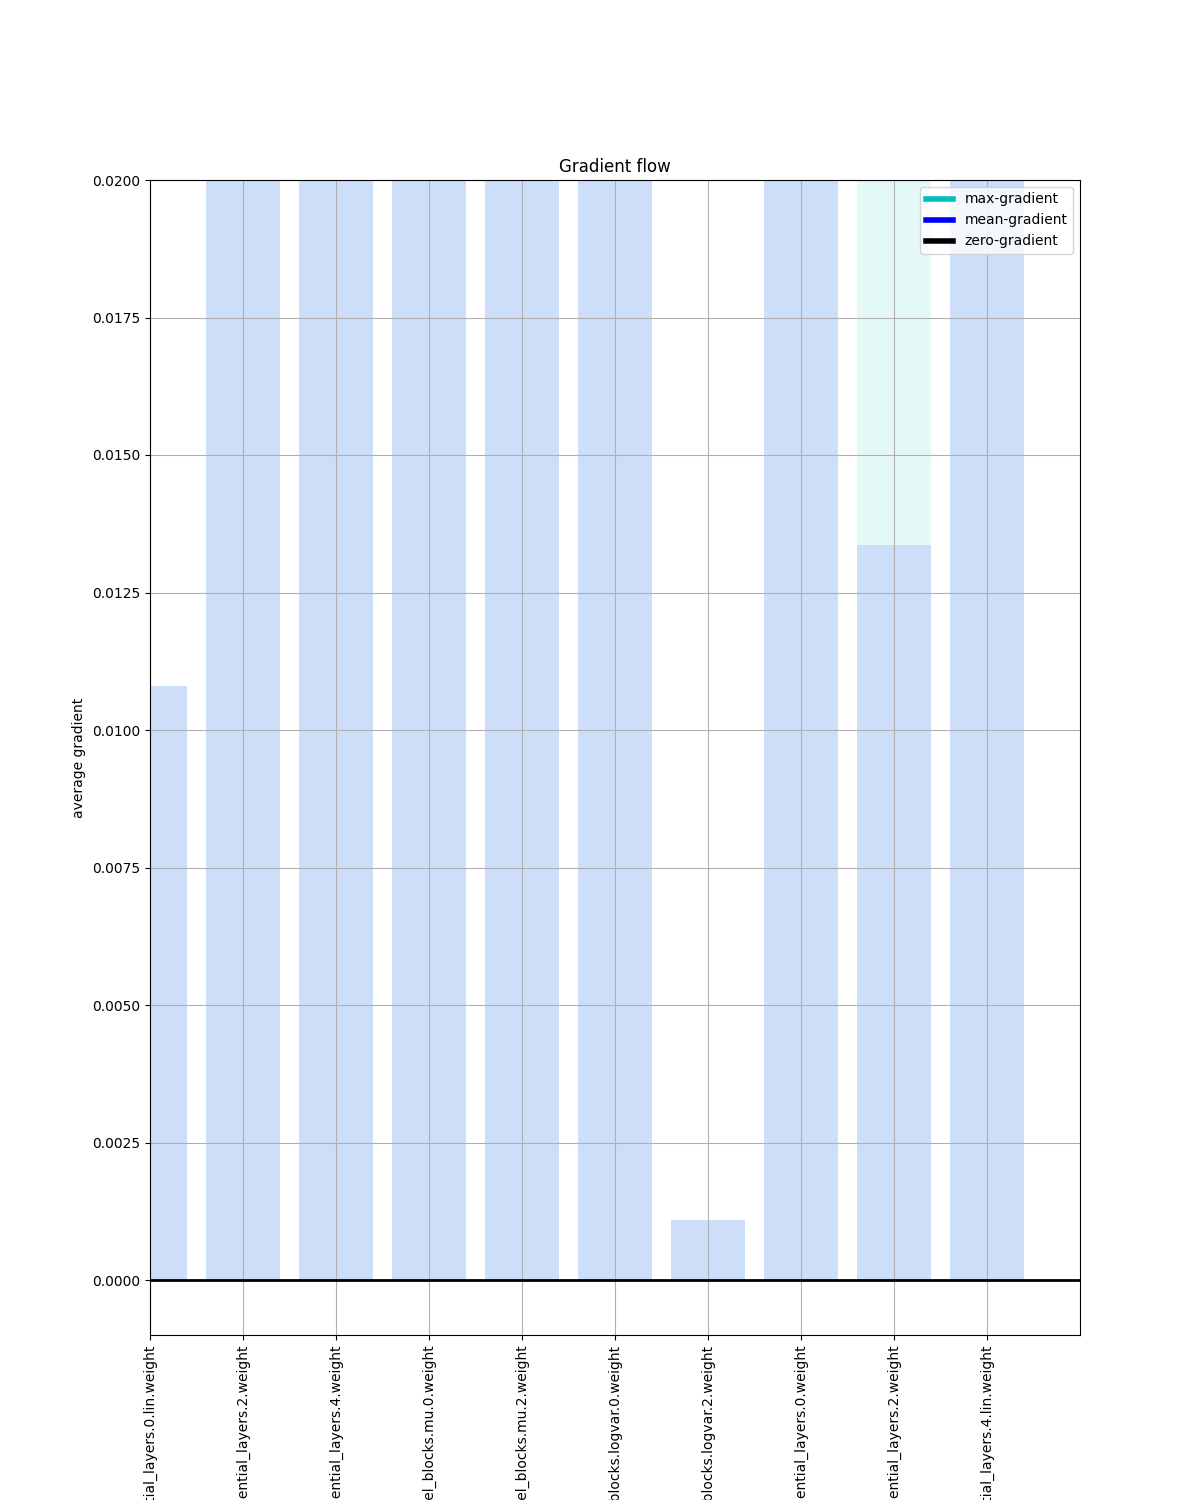 Gradient flow
max-gradient
mean-gradient
zero-gradient
0.0200
0.0175
0.0150
0.0125
0.0100
0.0075
0.0050
0.0025
0.0000
average gradient
tial_layers.0.lin.weight
ential_layers.2.weight
ential_layers.4.weight
el_blocks.mu.0.weight
el_blocks.mu.2.weight
blocks.logvar.0.weight
blocks.logvar.2.weight
ential_layers.0.weight
ential_layers.2.weight
tial_layers.4.lin.weight